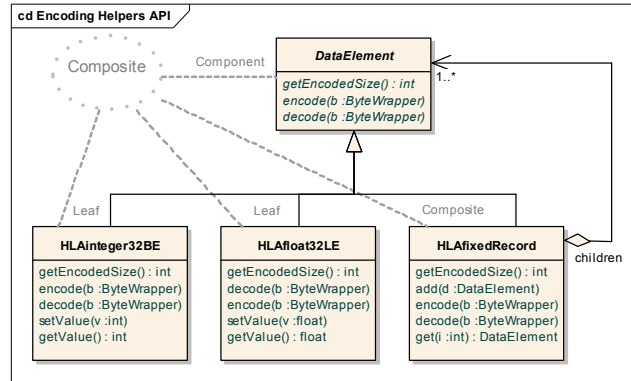 cd Encoding Helpers API
Composite
Component
DataElement
getEncodedSize() : int
encode(b :ByteWrapper)
decode(b :ByteWrapper)
1..*
Leaf
Leaf
Composite
HLAinteger32BE
getEncodedSize() : int
encode(b :ByteWrapper)
decode(b :ByteWrapper)
setValue(v :int)
getValue() : int
HLAfloat32LE
getEncodedSize() : int
decode(b :ByteWrapper)
encode(b :ByteWrapper)
setValue(v :float)
getValue() : float
HLAfixedRecord
getEncodedSize() : int
add(d :DataElement)
encode(b :ByteWrapper)
decode(b :ByteWrapper)
get(i :int) : DataElement
children